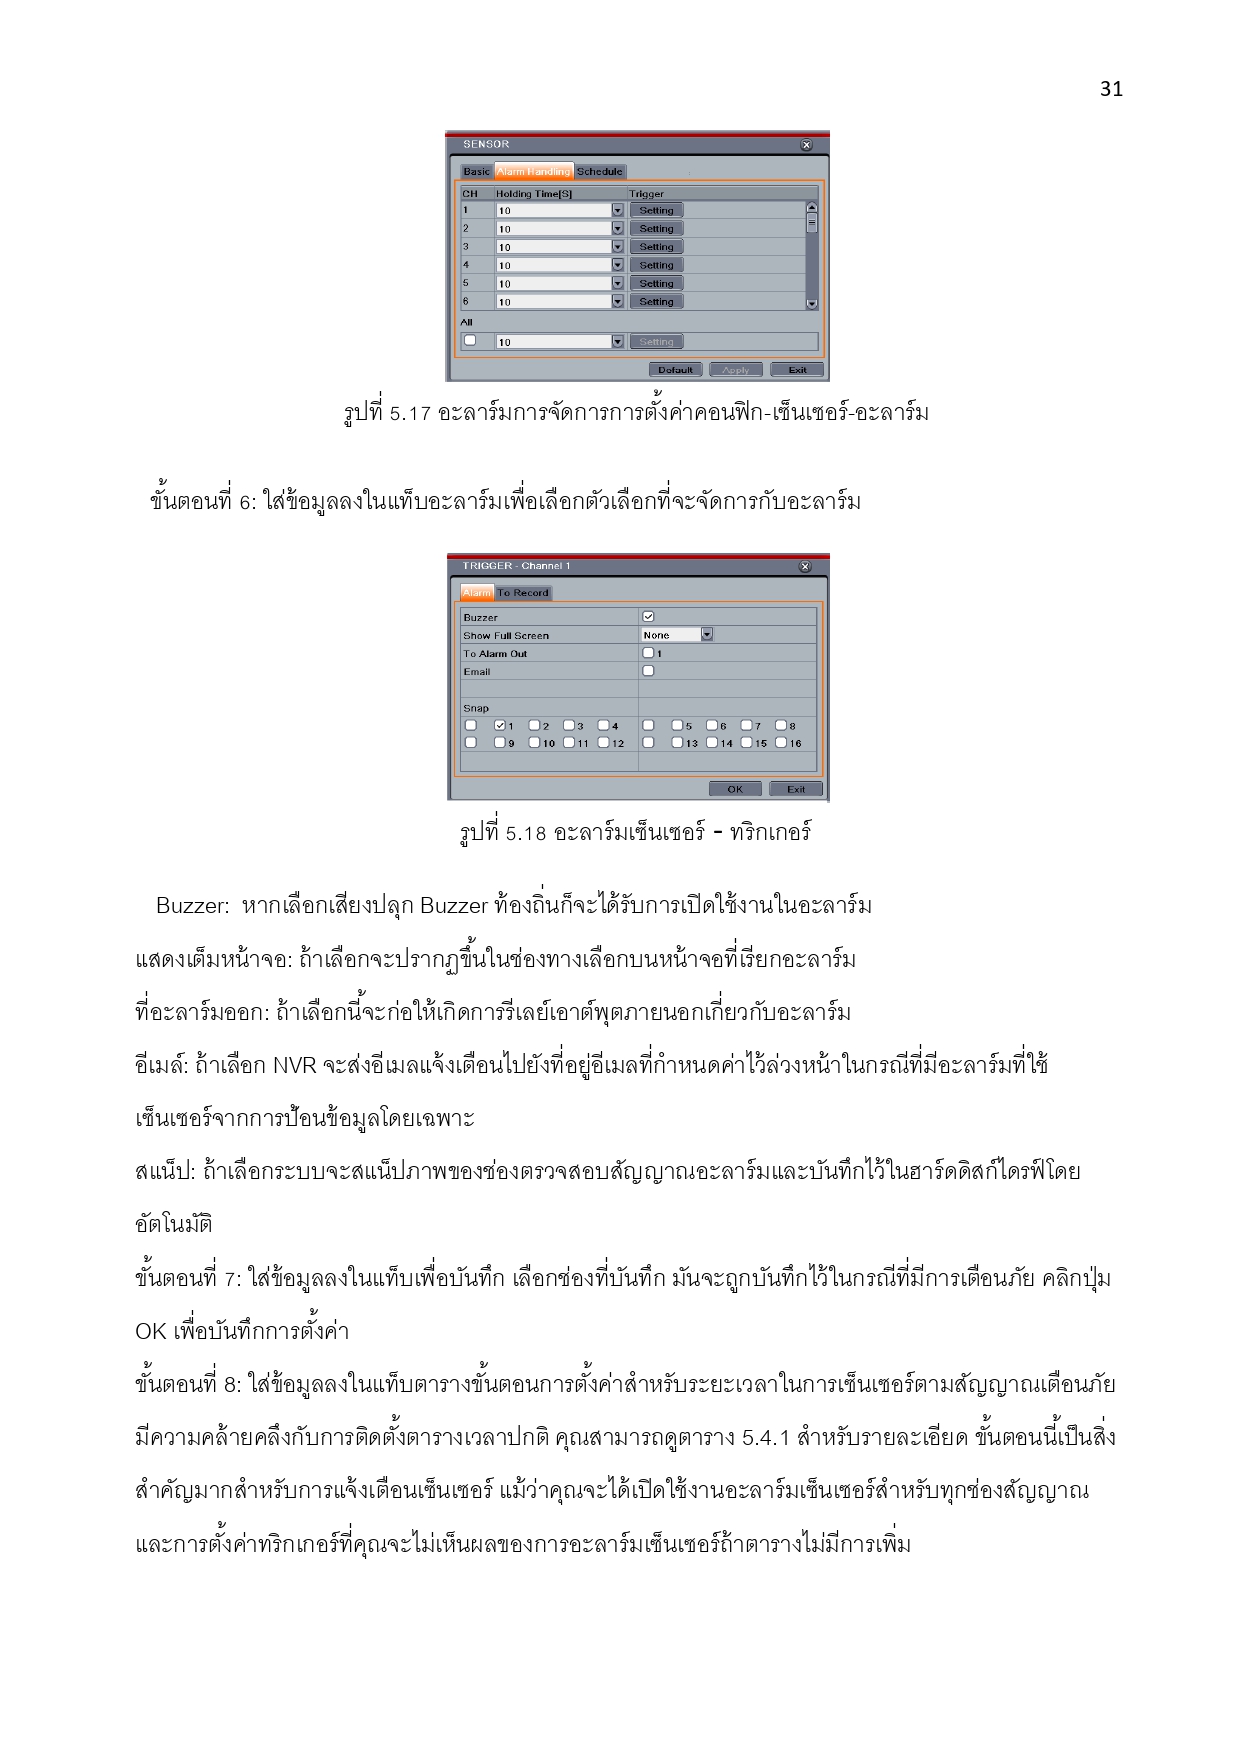 31
SENSOR
Basic Alarm Handling Schedule
CH Holding Time[S] Trigger
1 10 Setting
2 10 Setting
3 10 Setting
4 10 Setting
5 10 Setting
6 10 Setting
All
10 Setting
Default Apply Exit
รูปที่ 5.17 อะลาร์มการจัดการการตั้งค่าคอนฟิก-เซ็นเซอร์-อะลาร์ม
ขั้นตอนที่ 6: ใส่ข้อมูลลงในแท็บอะลาร์มเพื่อเลือกตัวเลือกที่จะจัดการกับอะลาร์ม
TRIGGER - Channel 1
Alarm To Record
Buzzer
Show Full Screen None
To Alarm Out 1
Email
Snap
1 2 3 4 5 6 7 8
9 10 11 12 13 14 15 16
OK Exit
รูปที่ 5.18 อะลาร์มเซ็นเซอร์ – ทริกเกอร์
Buzzer: หากเลือกเสียงปลุก Buzzer ท้องถิ่นก็จะได้รับการเปิดใช้งานในอะลาร์ม
แสดงเต็มหน้าจอ: ถ้าเลือกจะปรากฏขึ้นในช่องทางเลือกบนหน้าจอที่เรียกอะลาร์ม
ที่อะลาร์มออก: ถ้าเลือกนี้จะก่อให้เกิดการรีเลย์เอาต์พุตภายนอกเกี่ยวกับอะลาร์ม
อีเมล์: ถ้าเลือก NVR จะส่งอีเมลแจ้งเตือนไปยังที่อยู่อีเมลที่กำหนดค่าไว้ล่วงหน้าในกรณีที่มีอะลาร์มที่ใช้
เซ็นเซอร์จากการป้อนข้อมูลโดยเฉพาะ
สแน็ป: ถ้าเลือกระบบจะสแน็ปภาพของช่องตรวจสอบสัญญาณอะลาร์มและบันทึกไว้ในฮาร์ดดิสก์ไดรฟ์โดย
อัตโนมัติ
ขั้นตอนที่ 7: ใส่ข้อมูลลงในแท็บเพื่อบันทึก เลือกช่องที่บันทึก มันจะถูกบันทึกไว้ในกรณีที่มีการเตือนภัย คลิกปุ่ม
OK เพื่อบันทึกการตั้งค่า
ขั้นตอนที่ 8: ใส่ข้อมูลลงในแท็บตารางขั้นตอนการตั้งค่าสำหรับระยะเวลาในการเซ็นเซอร์ตามสัญญาณเตือนภัย
มีความคล้ายคลึงกับการติดตั้งตารางเวลาปกติ คุณสามารถดูตาราง 5.4.1 สำหรับรายละเอียด ขั้นตอนนี้เป็นสิ่ง
สำคัญมากสำหรับการแจ้งเตือนเซ็นเซอร์ แม้ว่าคุณจะได้เปิดใช้งานอะลาร์มเซ็นเซอร์สำหรับทุกช่องสัญญาณ
และการตั้งค่าทริกเกอร์ที่คุณจะไม่เห็นผลของการอะลาร์มเซ็นเซอร์ถ้าตารางไม่มีการเพิ่ม